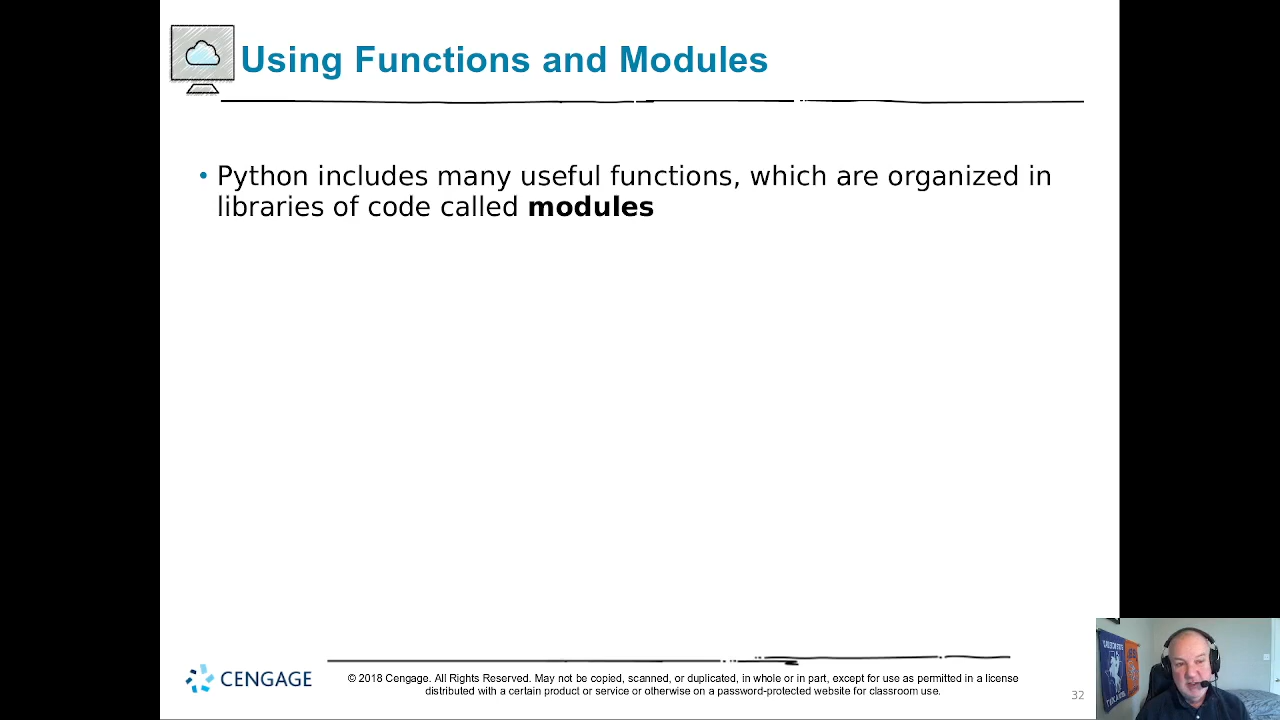 Using Functions and Modules
• Python includes many useful functions, which are organized in
libraries of code called modules
CENGAGE
© 2018 Cengage. All Rights Reserved. May not be copied, scanned, or duplicated, in whole or in part, except for use as permitted in a license
distributed with a certain product or service or otherwise on a password-protected website for classroom use.
32